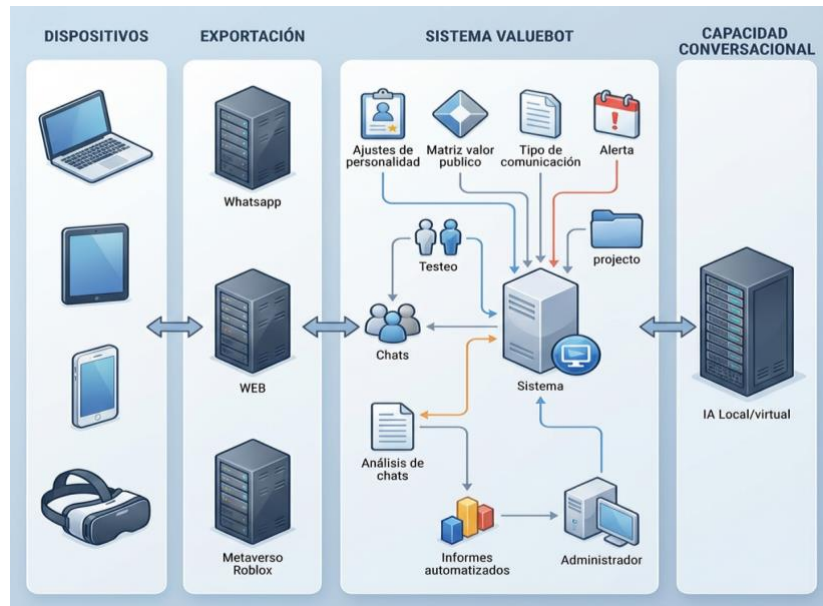 DISPOSITIVOS
EXPORTACIÓN
SISTEMA VALUEBOT
CAPACIDAD
CONVERSACIONAL
Whatsapp
WEB
Metaverso
Roblox
Ajustes de
personalidad
Matriz valor
publico
Tipo de
comunicación
Alerta
Testeo
projecto
Chats
Sistema
Análisis de
chats
Informes
automatizados
Administrador
IA Local/virtual